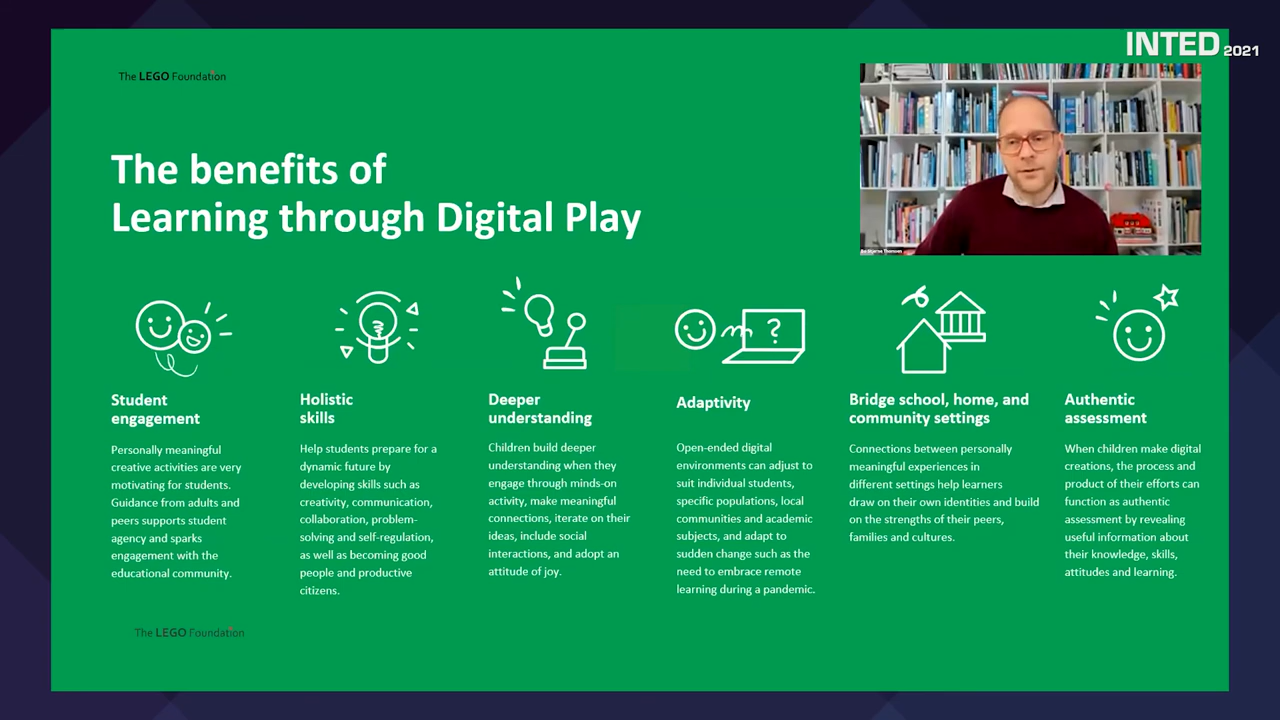 INTED 2021
The LEGO Foundation
The benefits of
Learning through Digital Play
?
Student
engagement
Personally meaningful
creative activities are very
motivating for students.
Guidance from adults and
peers supports student
agency and sparks
engagement with the
educational community.
Holistic
skills
Help students prepare for a
dynamic future by
developing skills such as
creativity, communication,
collaboration, problem-
solving and self-regulation,
as well as becoming good
people and productive
citizens.
Deeper
understanding
Children build deeper
understanding when they
engage through minds-on
activity, make meaningful
connections, iterate on their
ideas, include social
interactions, and adopt an
attitude of joy.
Adaptivity
Open-ended digital
environments can adjust to
suit individual students,
specific populations, local
communities and academic
subjects, and adapt to
sudden change such as the
need to embrace remote
learning during a pandemic.
Bridge school, home, and
community settings
Connections between personally
meaningful experiences in
different settings help learners
draw on their own identities and build
on the strengths of their peers,
families and cultures.
Authentic
assessment
When children make digital
creations, the process and
product of their efforts can
function as authentic
assessment by revealing
useful information about
their knowledge, skills,
attitudes and learning.
The LEGO Foundation